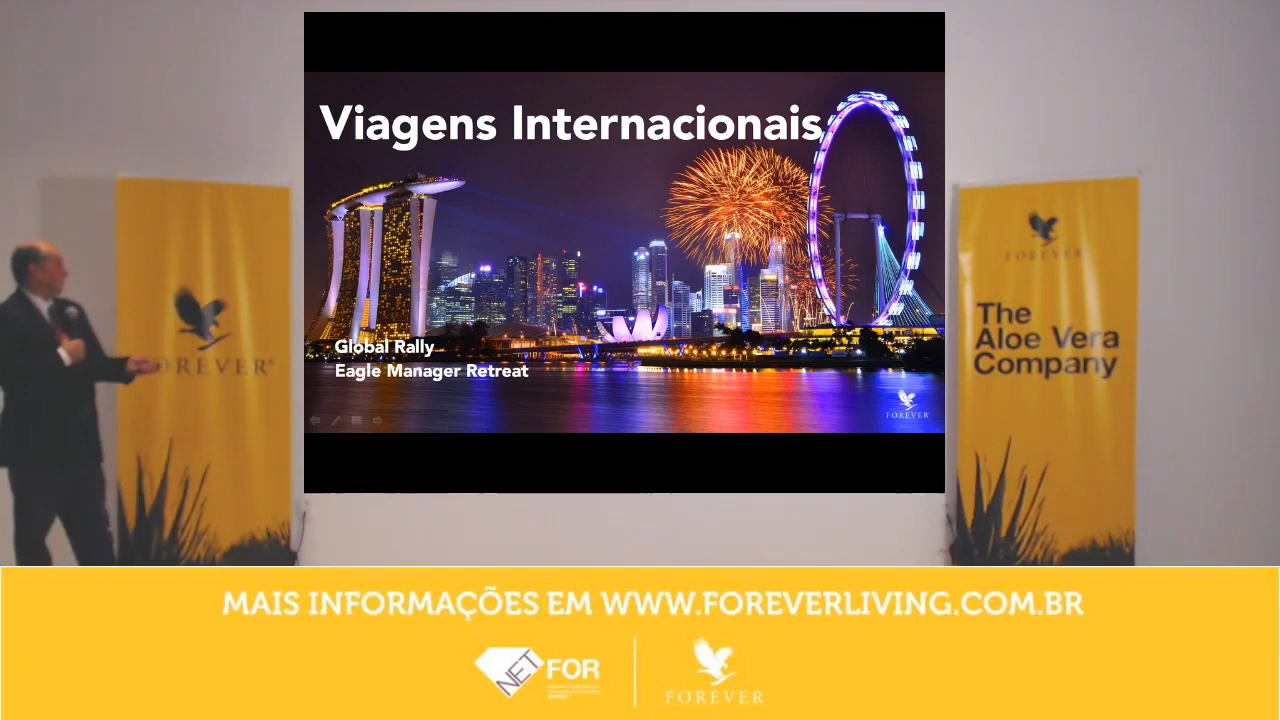 Viagens Internacionais
Global Rally
Eagle Manager Retreat
FOREVER
FOREVER
FOREVER
The
Aloe Vera
Company
MAIS INFORMAÇÕES EM WWW.FOREVERLIVING.COM.BR
NET FOR
FOREVER